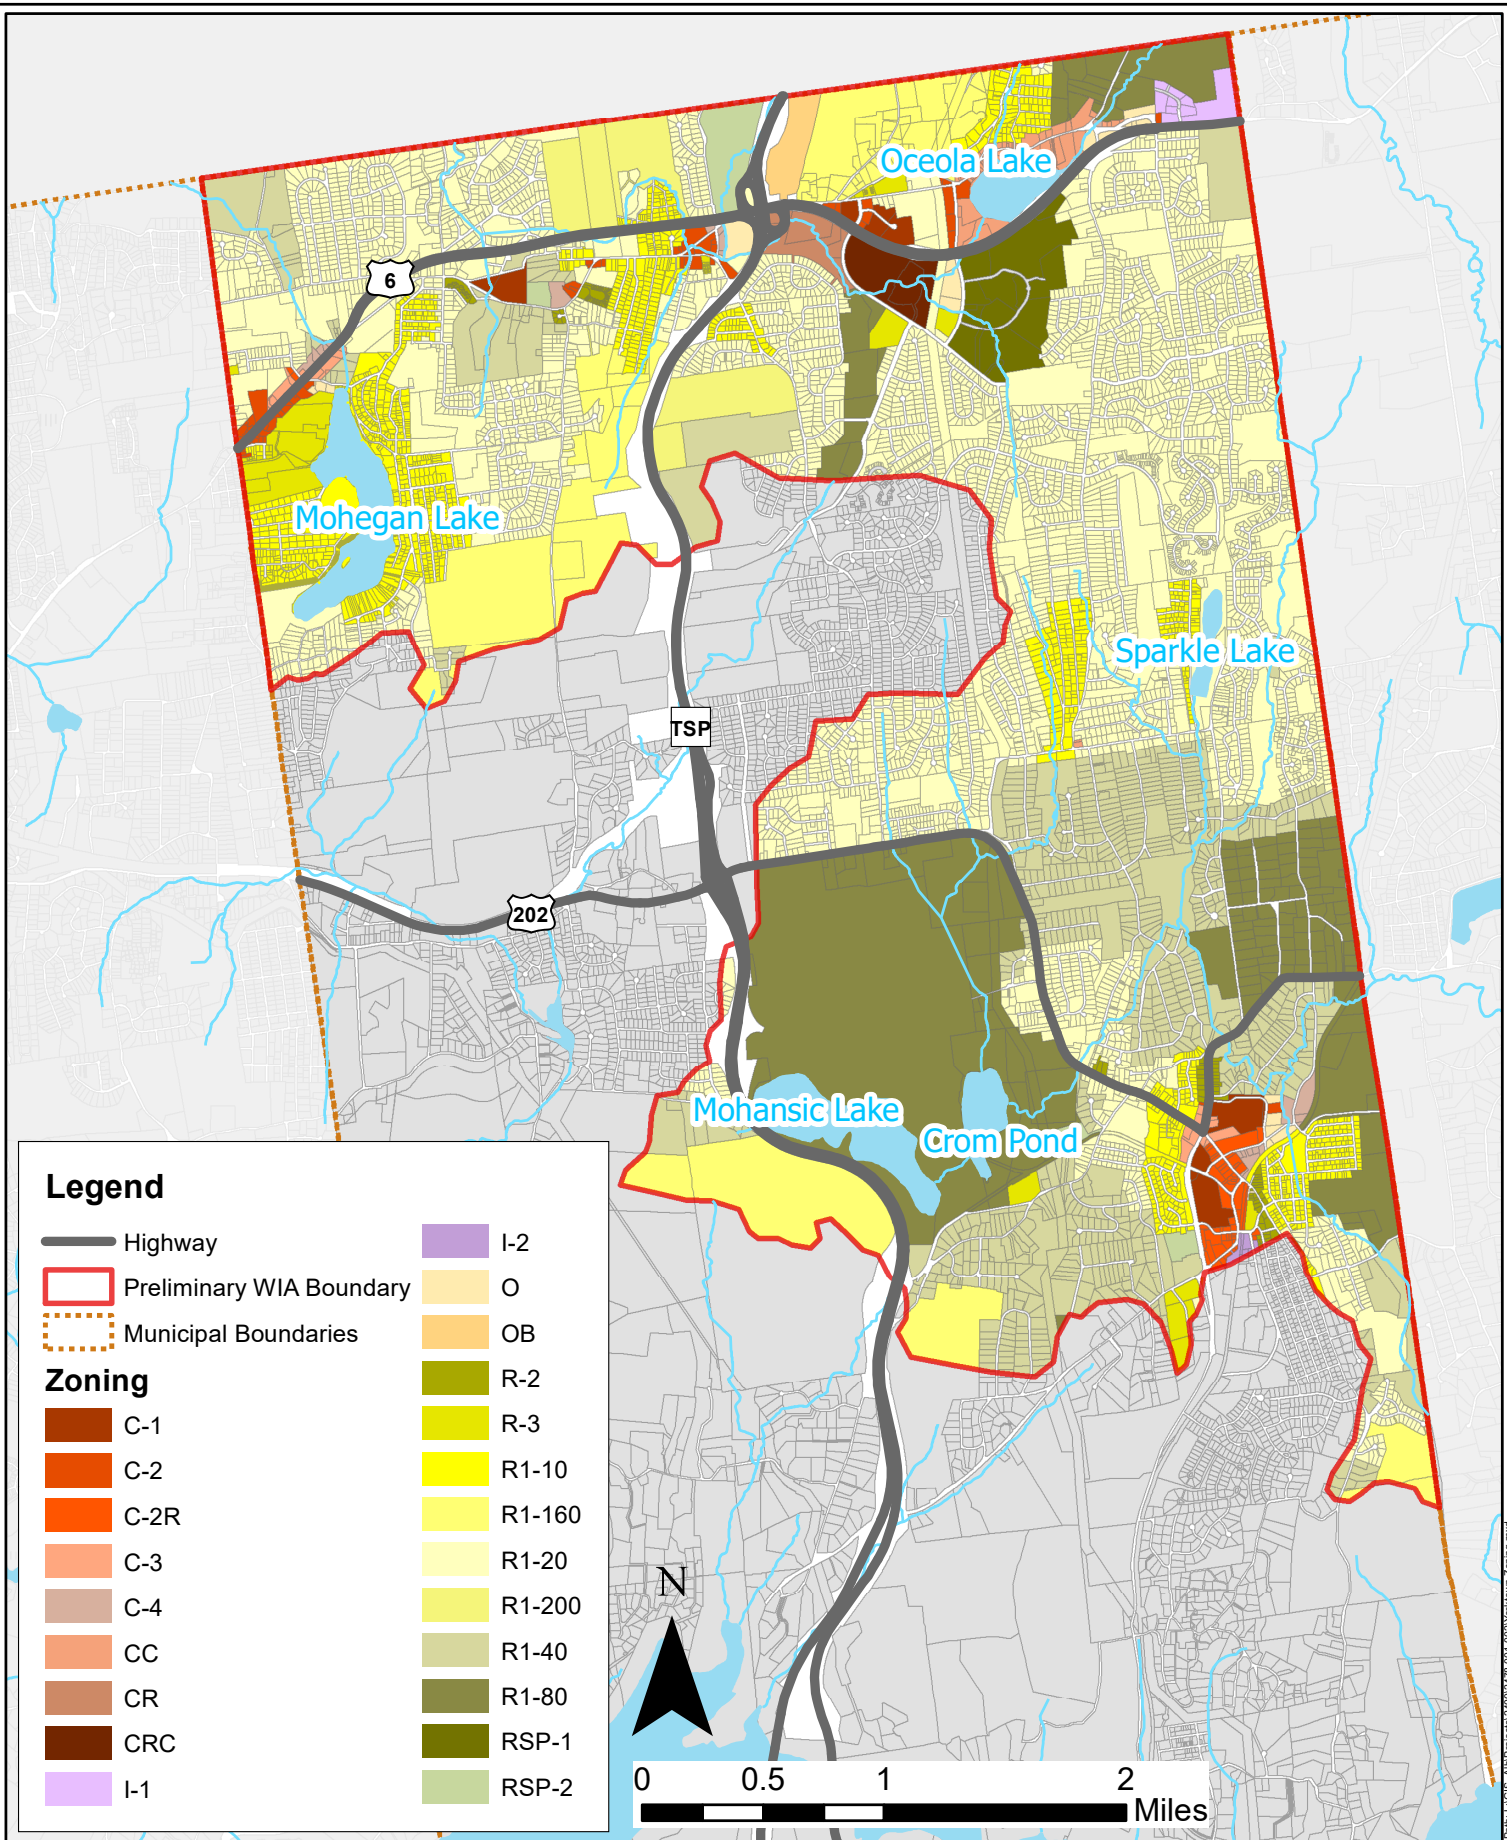 Oceola Lake
6
Mohegan Lake
Sparkle Lake
TSP
202
Mohansic Lake
Crom Pond
Legend
Highway
Preliminary WIA Boundary
Municipal Boundaries
Zoning
C-1
C-2
C-2R
C-3
C-4
CC
CR
CRC
I-1
I-2
O
OB
R-2
R-3
R1-10
R1-160
R1-20
R1-200
R1-40
R1-80
RSP-1
RSP-2
N
0 0.5 1 2
Miles